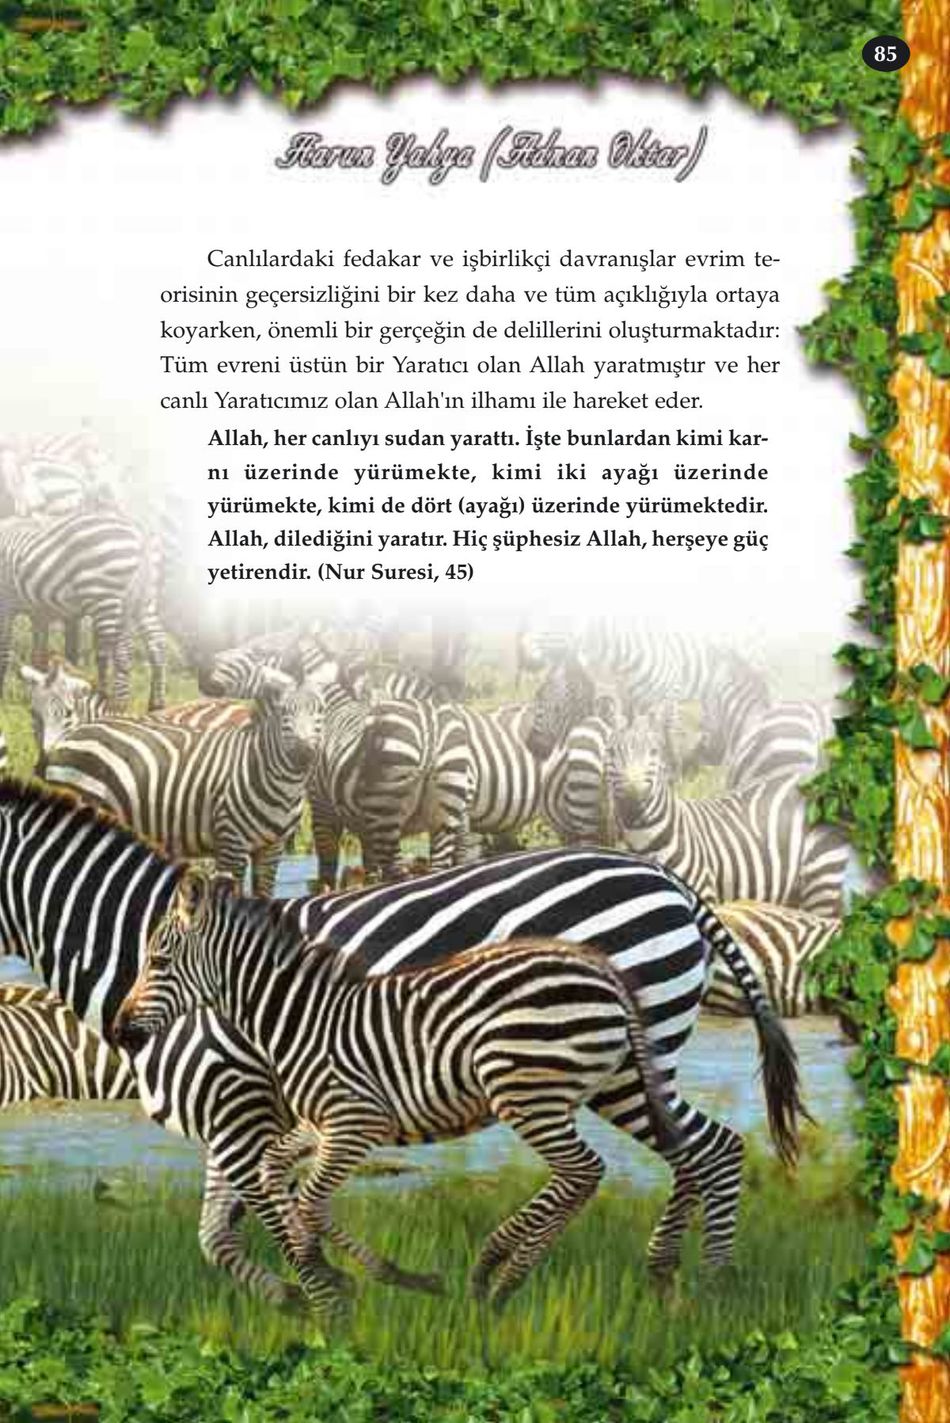 85
Harun Yahya (Adnan Oktar)
Canlılardaki fedakar ve işbirlikçi davranışlar evrim te-
orisinin geçersizliğini bir kez daha ve tüm açıklığıyla ortaya
koyarken, önemli bir gerçeğin de delillerini oluşturmaktadır:
Tüm evreni üstün bir Yaratıcı olan Allah yaratmıştır ve her
canlı Yaratıcımız olan Allah'ın ilhamı ile hareket eder.
Allah, her canlıyı sudan yarattı. İşte bunlardan kimi kar-
nı üzerinde yürümekte, kimi iki ayağı üzerinde
yürümekte, kimi de dört (ayağı) üzerinde yürümektedir.
Allah, dilediğini yaratır. Hiç şüphesiz Allah, herşeye güç
yetirendir. (Nur Suresi, 45)